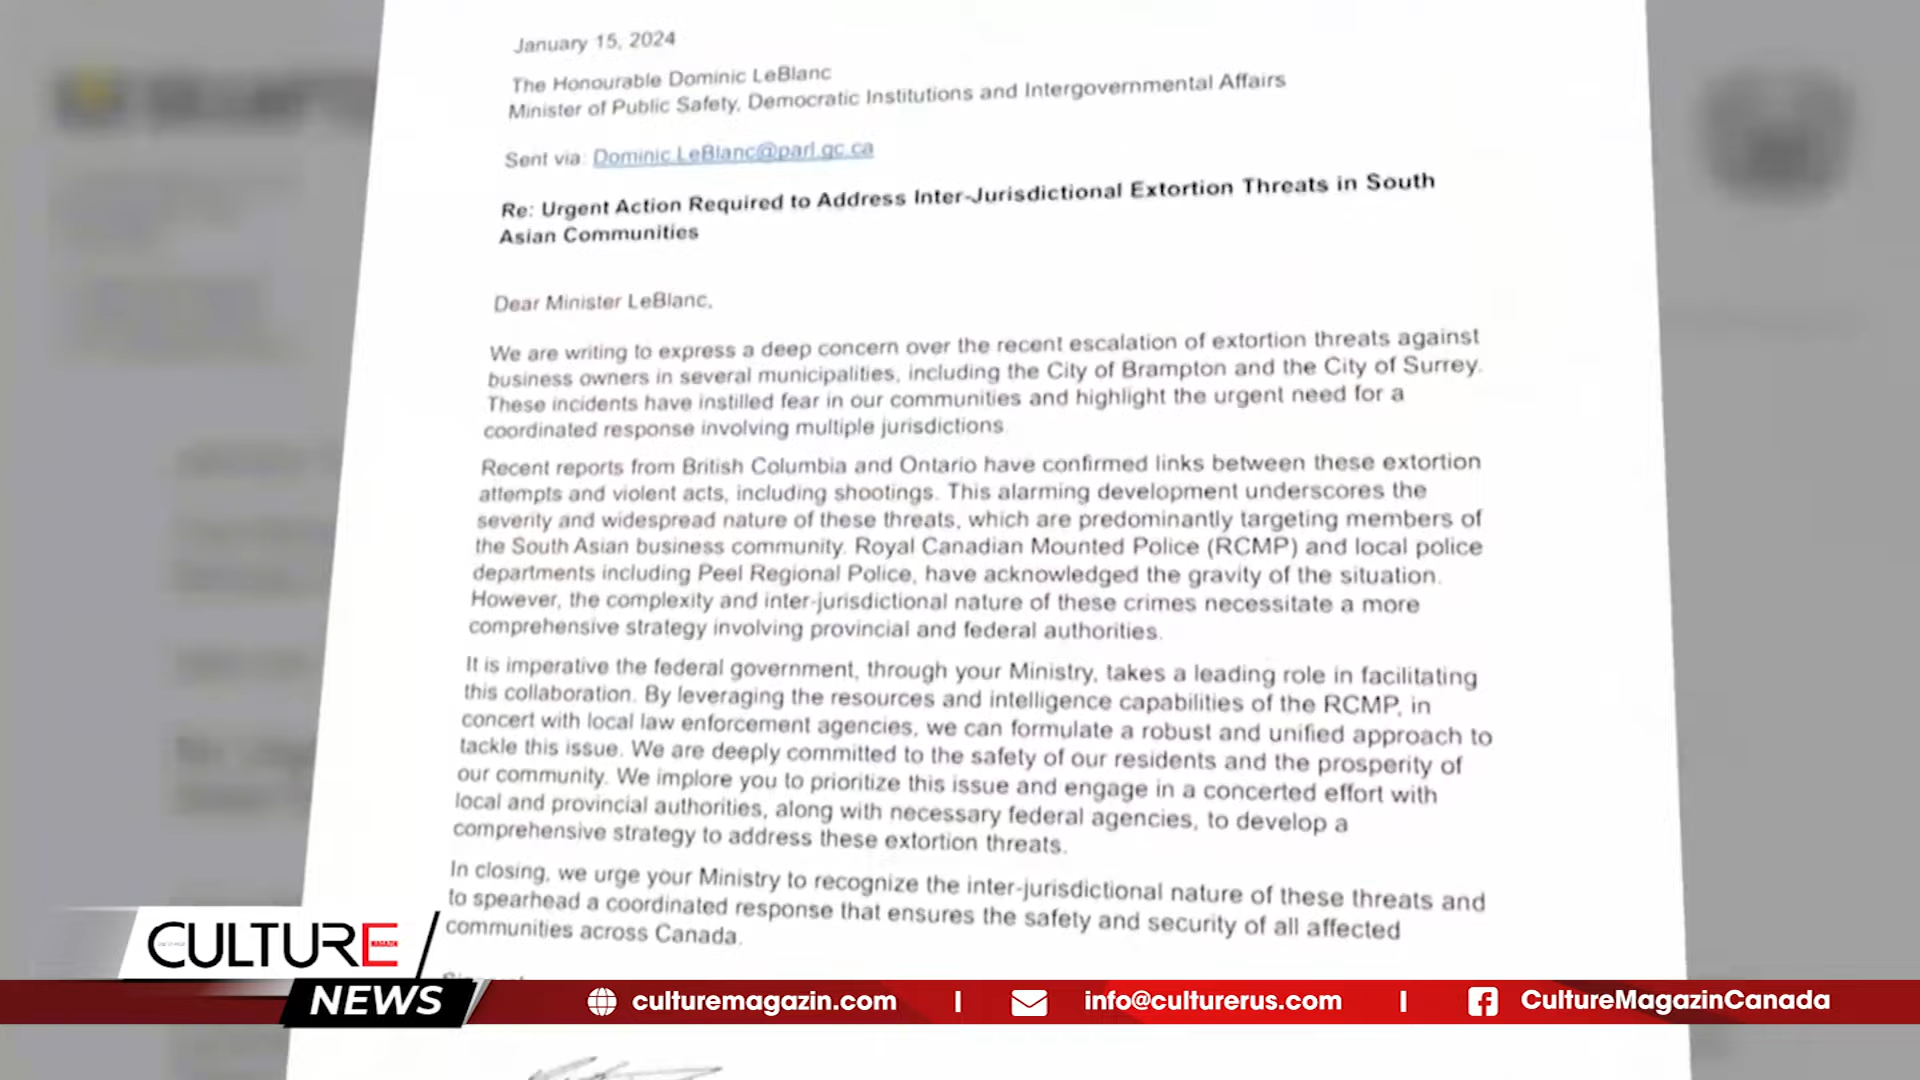 January 15, 2024
The Honourable Dominic LeBlanc
Minister of Public Safety, Democratic Institutions and Intergovernmental Affairs
Sent via: Dominic.LeBlanc@parl.gc.ca
Re: Urgent Action Required to Address Inter-Jurisdictional Extortion Threats in South
Asian Communities
Dear Minister LeBlanc,
We are writing to express a deep concern over the recent escalation of extortion threats against
business owners in several municipalities, including the City of Brampton and the City of Surrey.
These incidents have instilled fear in our communities and highlight the urgent need for a
coordinated response involving multiple jurisdictions
Recent reports from British Columbia and Ontario have confirmed links between these extortion
attempts and violent acts, including shootings. This alarming development underscores the
severity and widespread nature of these threats, which are predominantly targeting members of
the South Asian business community. Royal Canadian Mounted Police (RCMP) and local police
departments including Peel Regional Police, have acknowledged the gravity of the situation.
However, the complexity and inter-jurisdictional nature of these crimes necessitate a more
comprehensive strategy involving provincial and federal authorities.
It is imperative the federal government, through your Ministry, takes a leading role in facilitating
this collaboration. By leveraging the resources and intelligence capabilities of the RCMP, in
concert with local law enforcement agencies, we can formulate a robust and unified approach to
tackle this issue. We are deeply committed to the safety of our residents and the prosperity of
our community. We implore you to prioritize this issue and engage in a concerted effort with
local and provincial authorities, along with necessary federal agencies, to develop a
comprehensive strategy to address these extortion threats.
In closing, we urge your Ministry to recognize the inter-jurisdictional nature of these threats and
to spearhead a coordinated response that ensures the safety and security of all affected
communities across Canada.
CULTURE
NEWS
culturemagazin.com | info@culturerus.com | CultureMagazinCanada